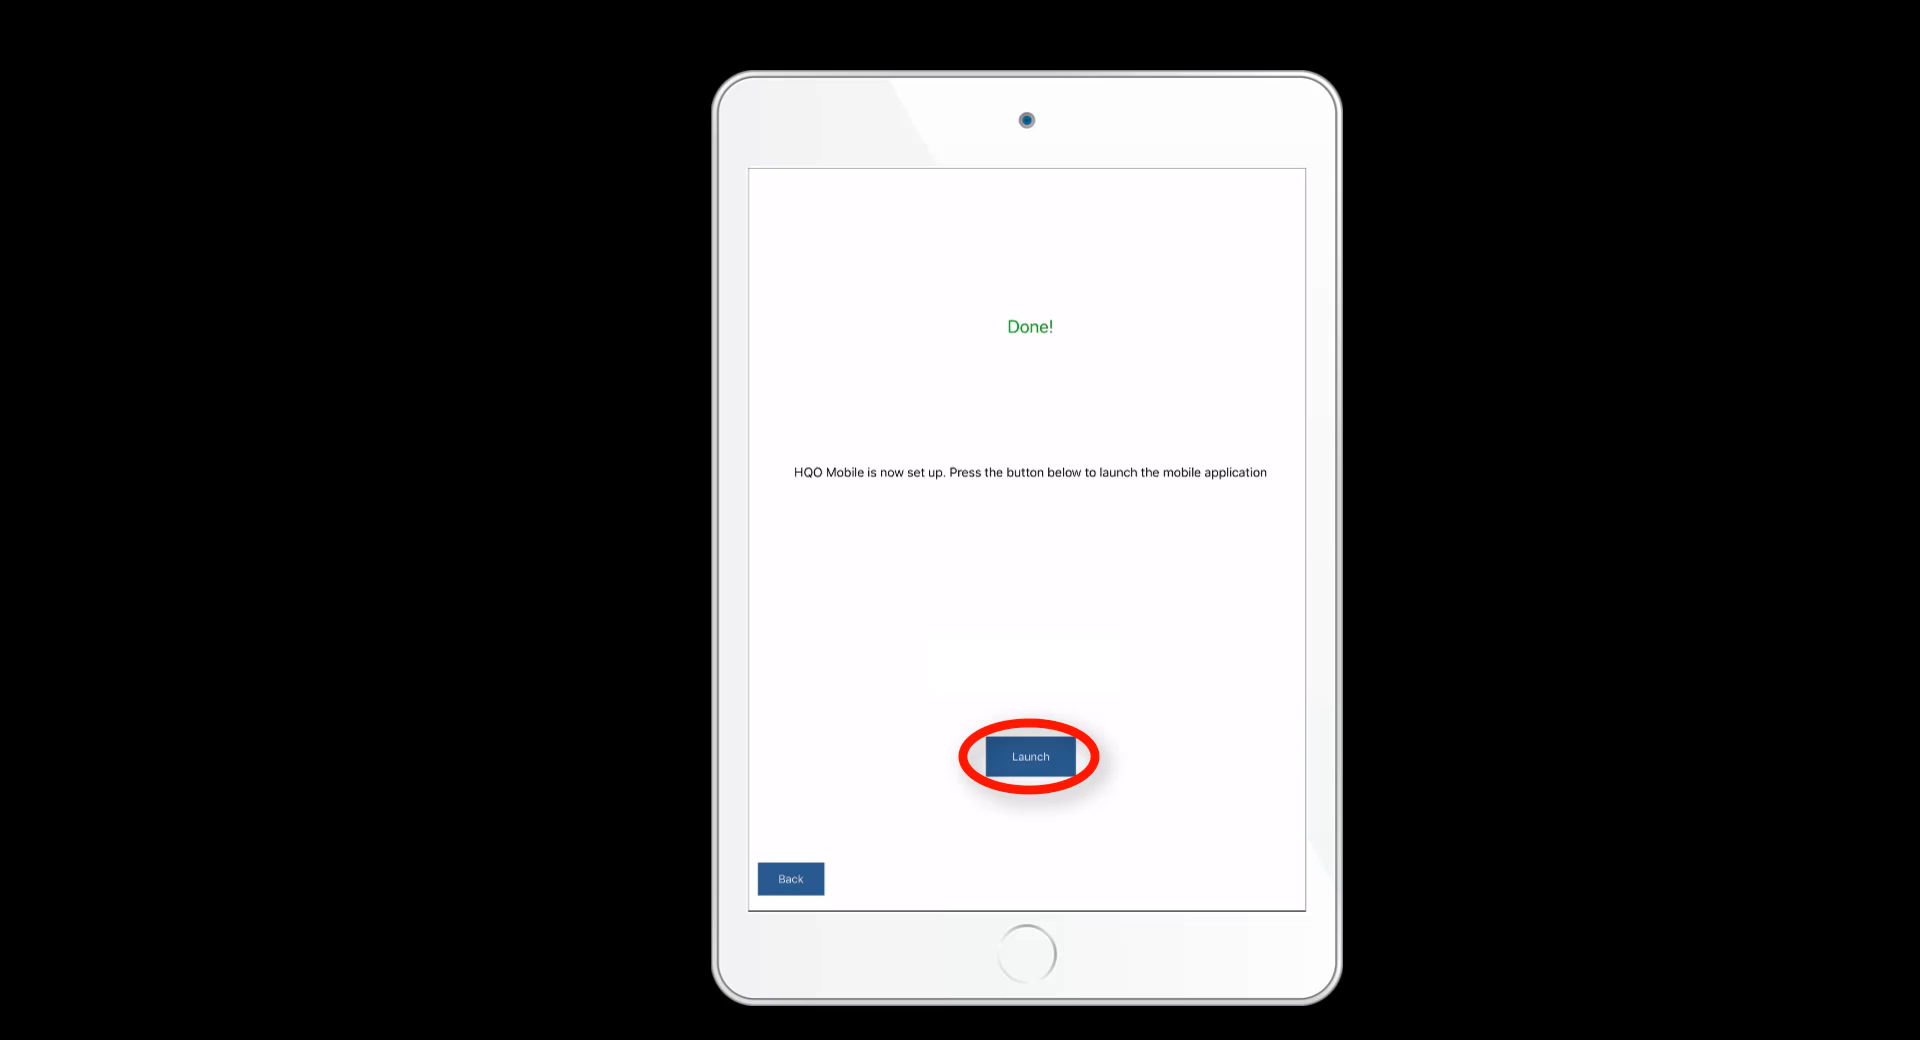 Done!
HQO Mobile is now set up. Press the button below to launch the mobile application
Launch
Back